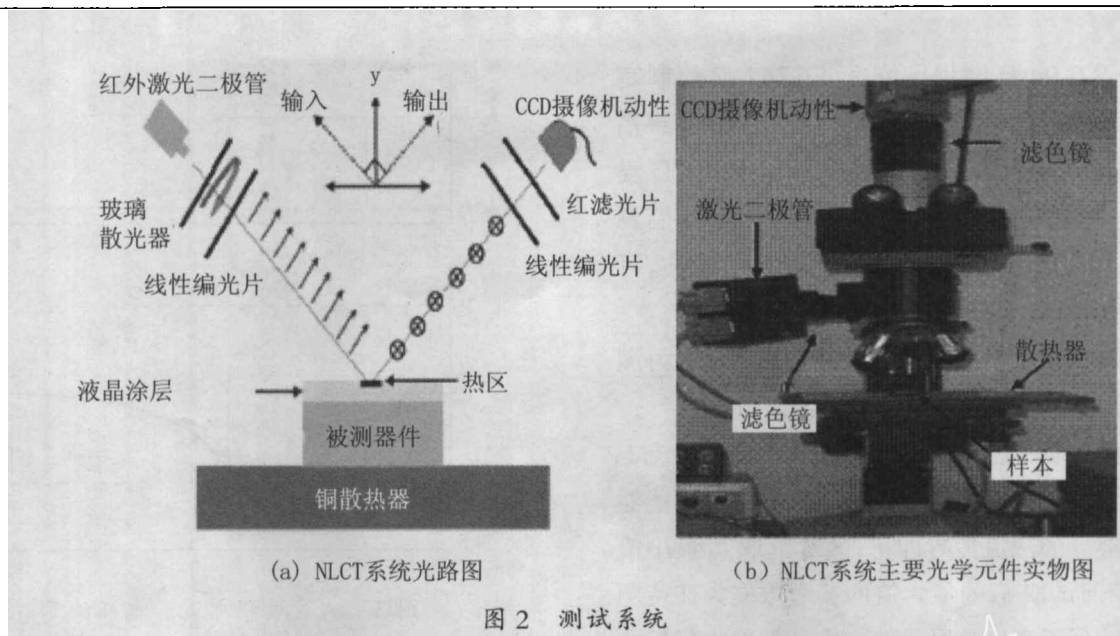 红外激光二极管
输入
y
输出
CCD摄像机动性
玻璃
散光器
线性编光片
红滤光片
线性编光片
液晶涂层
热区
被测器件
铜散热器
(a) NLCT系统光路图
CCD摄像机动性
滤色镜
激光二极管
散热器
滤色镜
样本
(b) NLCT系统主要光学元件实物图
图 2 测试系统